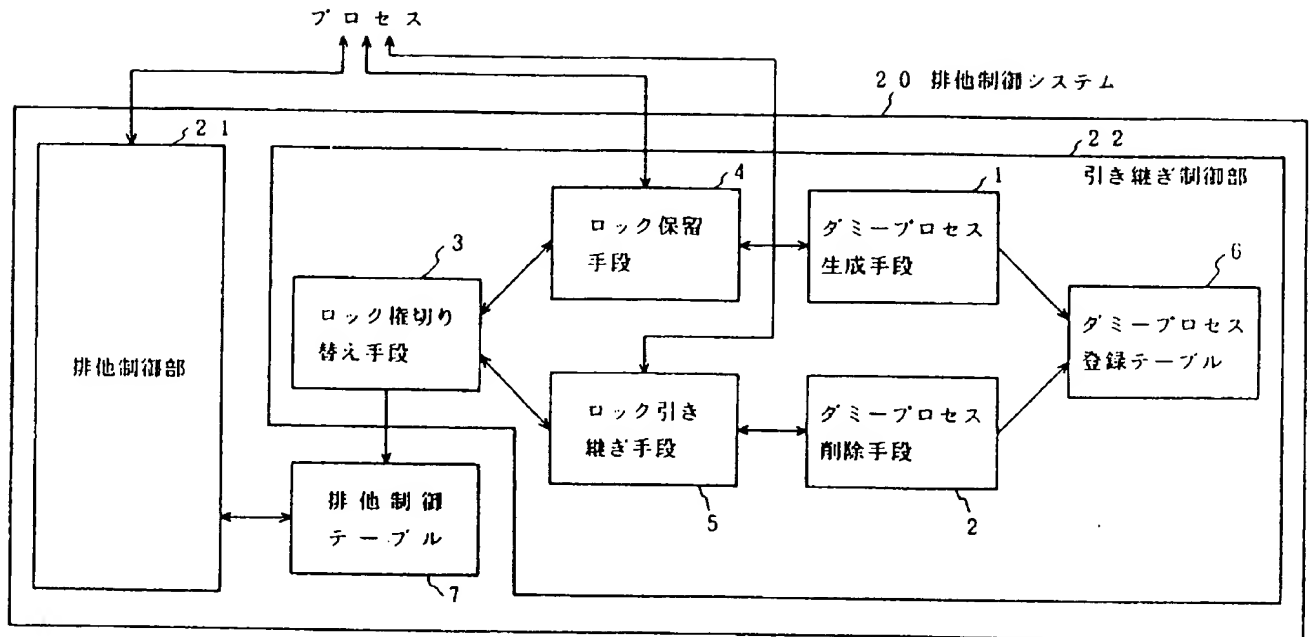 プロセス
20 排他制御システム
21
22
引き継ぎ制御部
4
1
ロック保留
手段
ダミープロセス
生成手段
3
6
ロック権切り
替え手段
ダミープロセス
登録テーブル
排他制御部
ロック引き
継ぎ手段
ダミープロセス
削除手段
5
2
排他制御
テーブル
7